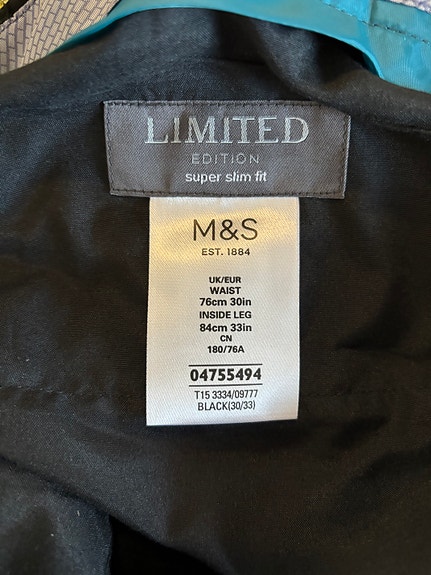 LIMITED
EDITION
super slim fit
M&S
EST. 1884
UK/EUR
WAIST
76cm 30in
INSIDE LEG
84cm 33in
CN
180/76A
04755494
T15 3334/09777
BLACK(30/33)